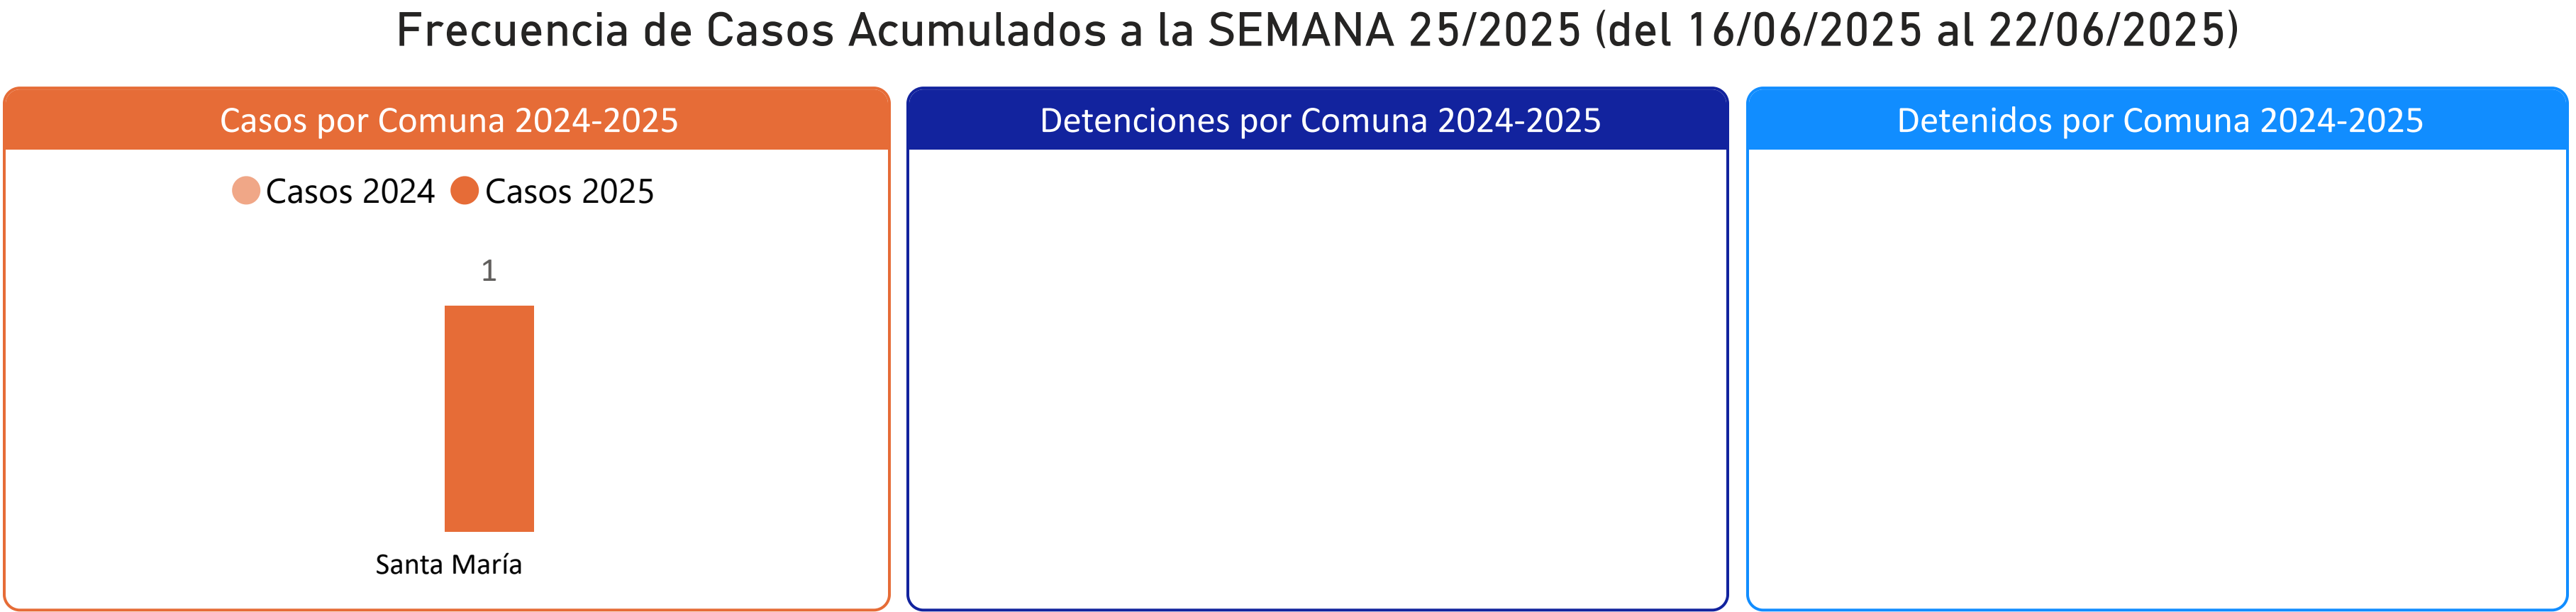 Frecuencia de Casos Acumulados a la SEMANA 25/2025 (del 16/06/2025 al 22/06/2025)
Casos por Comuna 2024-2025
Casos 2024 Casos 2025
1
Santa María
Detenciones por Comuna 2024-2025
Detenidos por Comuna 2024-2025